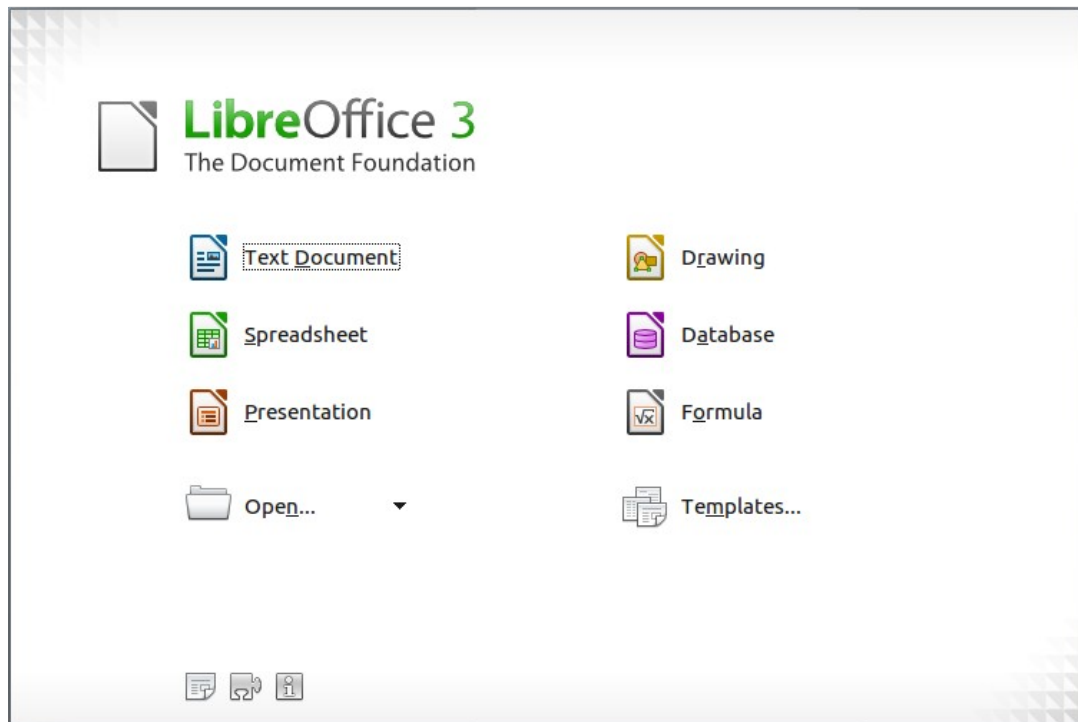 LibreOffice 3
The Document Foundation
Text Document
Drawing
Spreadsheet
Database
Presentation
Formula
Open...
Templates...